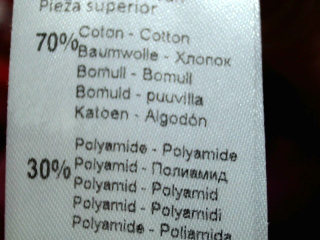 Pieza superior
70% Coton - Cotton
Baumwolle - Хлопок
Bomull - Bomull
Bomuld - puuvilla
Katoen - Algodón
30% Polyamide - Polyamide
Polyamid - Полиамид
Polyamid - Polyamid
Polyamid - Polyamidi
Polyamide - Poliamida